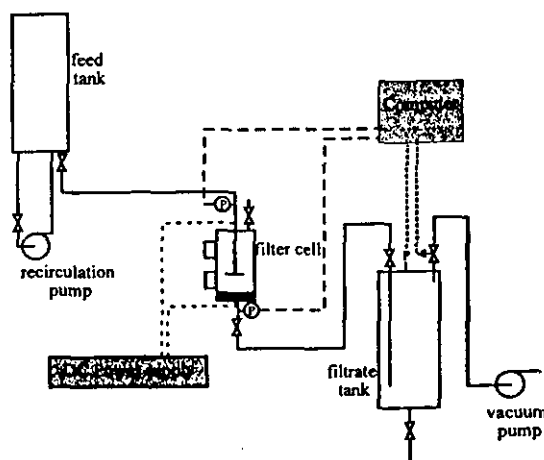 feed
tank
Computer
P
filter cell
recirculation
pump
P
DC Power supply
filtrate
tank
vacuum
pump